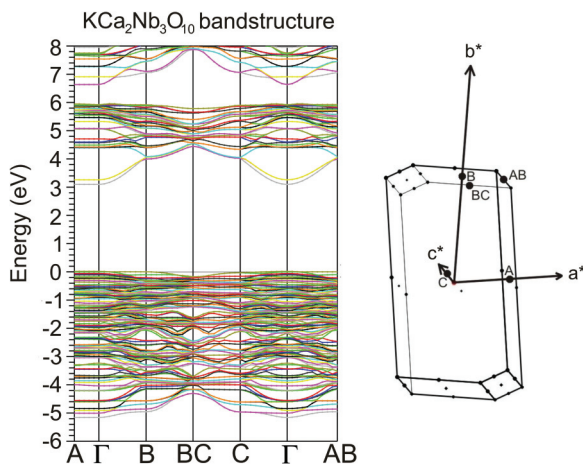 KCa₂Nb₃O₁₀ bandstructure
Energy (eV)
8
7
6
5
4
3
2
1
0
-1
-2
-3
-4
-5
-6
A Γ B BC C Γ AB
b*
B
AB
BC
c*
C
A
a*